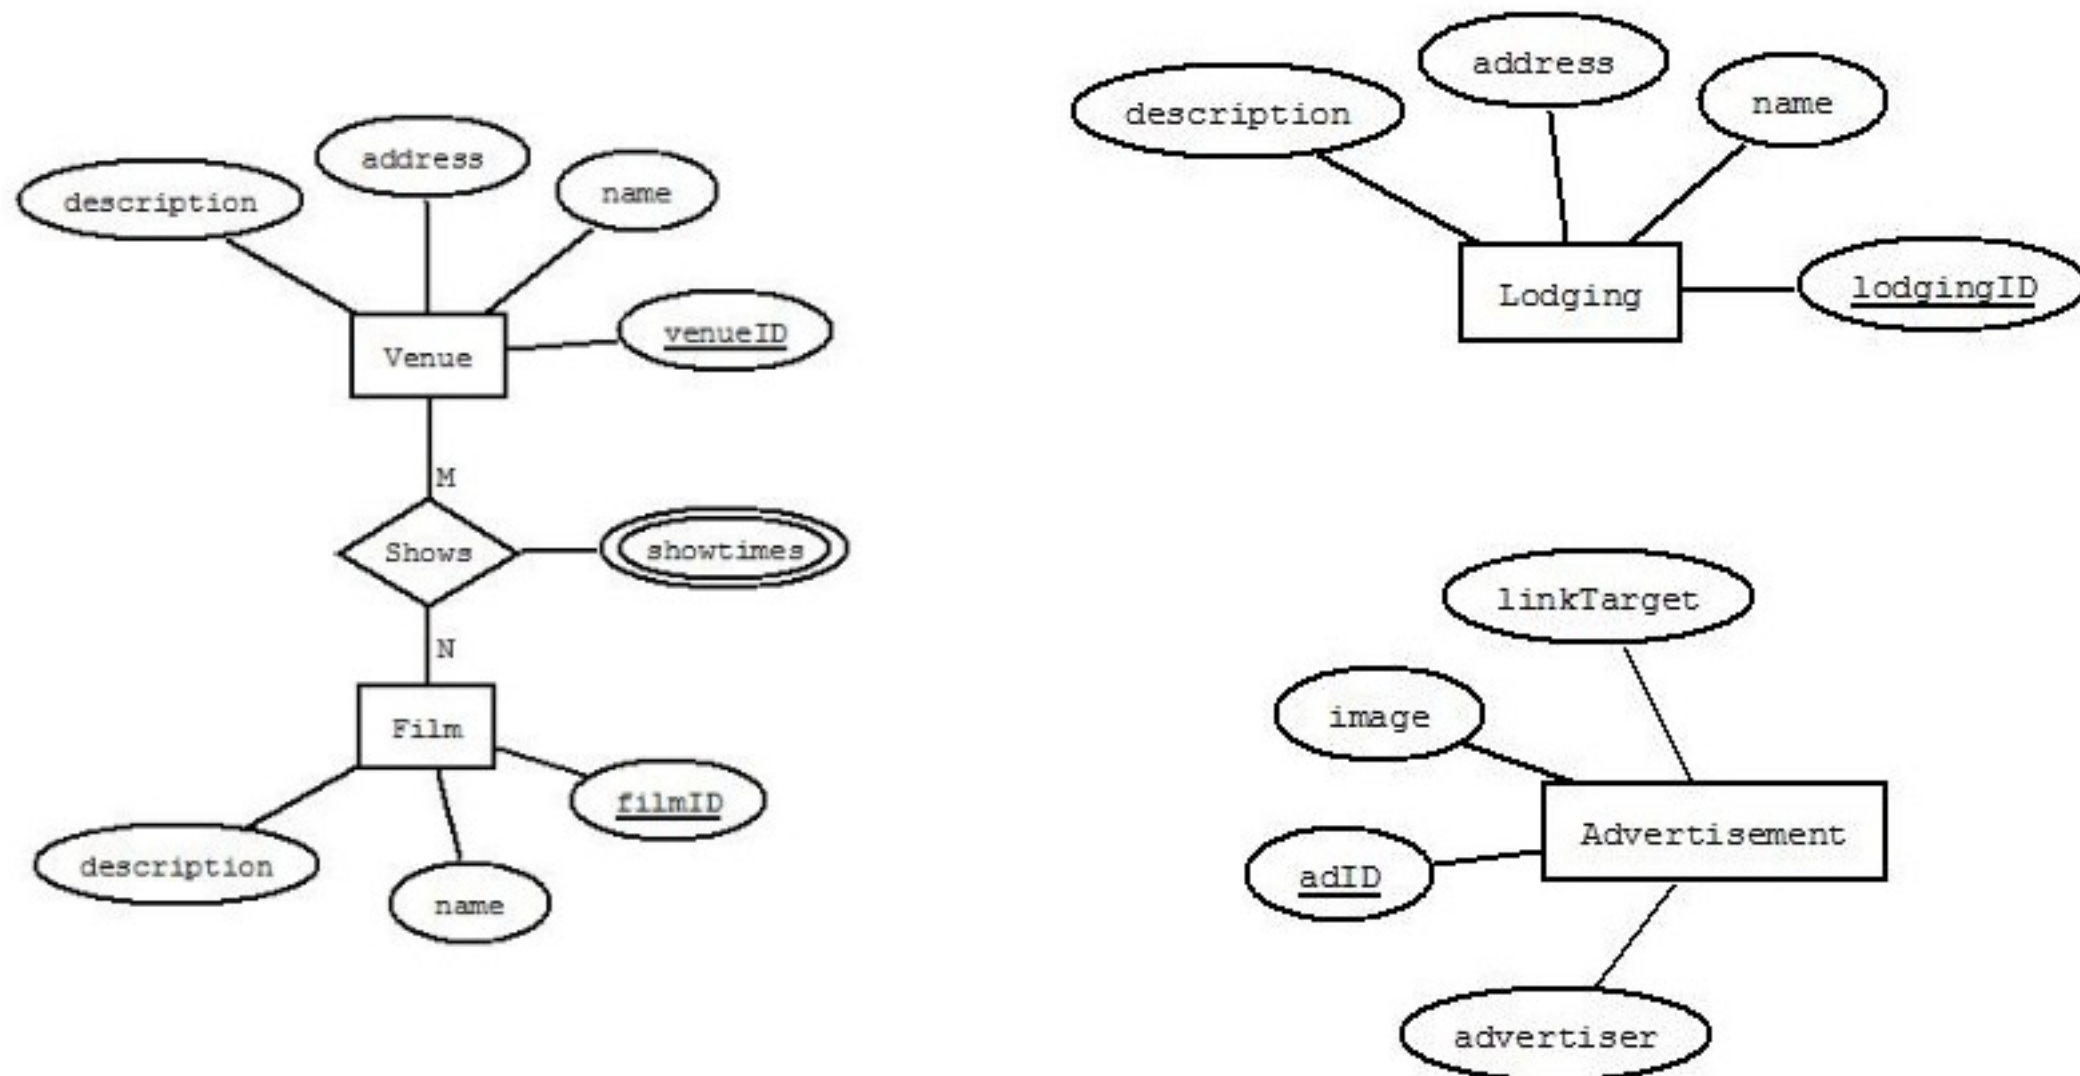 description
address
name
venueID
Venue
M
Shows
showtimes
N
Film
filmID
description
name
description
address
name
Lodging
lodgingID
linkTarget
image
Advertisement
adID
advertiser